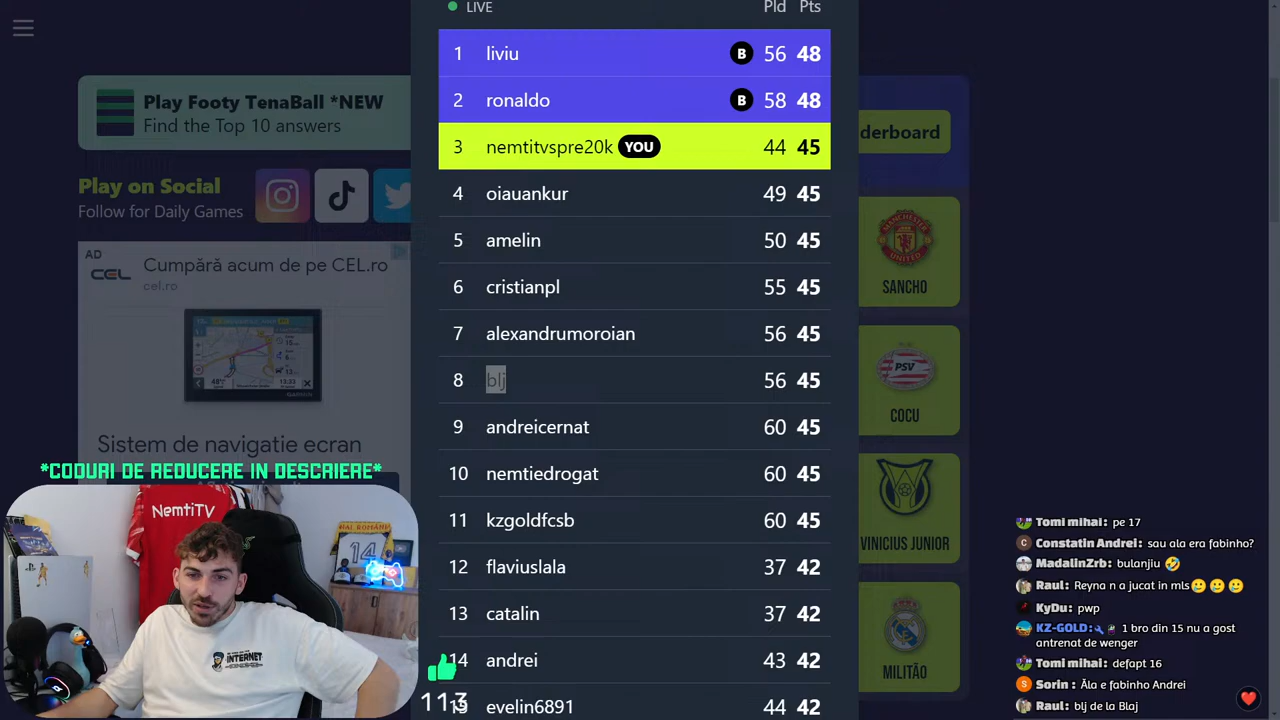 LIVE Pld Pts
1 liviu B 56 48
2 ronaldo B 58 48
3 nemtitvspre20k YOU 44 45
4 oiauankur 49 45
5 amelin 50 45
6 cristianpl 55 45
7 alexandrumoroian 56 45
8 blj 56 45
9 andreicernat 60 45
10 nemtiedrogat 60 45
11 kzgoldfcsb 60 45
12 flaviuslala 37 42
13 catalin 37 42
14 andrei 43 42
15 evelin6891 44 42
113
Play Footy TenaBall *NEW
Find the Top 10 answers
Play on Social
Follow for Daily Games
AD
CEL
Cumpără acum de pe CEL.ro
cel.ro
GARMIN
Sistem de navigatie ecran
*CODURI DE REDUCERE IN DESCRIERE*
NemtiTV
14
INTERNET
derboard
MANCHESTER
UNITED
SANCHO
PSV
COCU
VINICIUS JUNIOR
MILITÃO
Tomi mihai: pe 17
Constatin Andrei: sau ala era fabinho?
MadalinZrb: bulanjiu 🤣
Raul: Reyna n a jucat in mls🥲 🥲 🥲
KyDu: pwp
KZ-GOLD: 1 bro din 15 nu a gost
antrenat de wenger
Tomi mihai: defapt 16
Sorin : Ăla e fabinho Andrei
Raul: blj de la Blaj